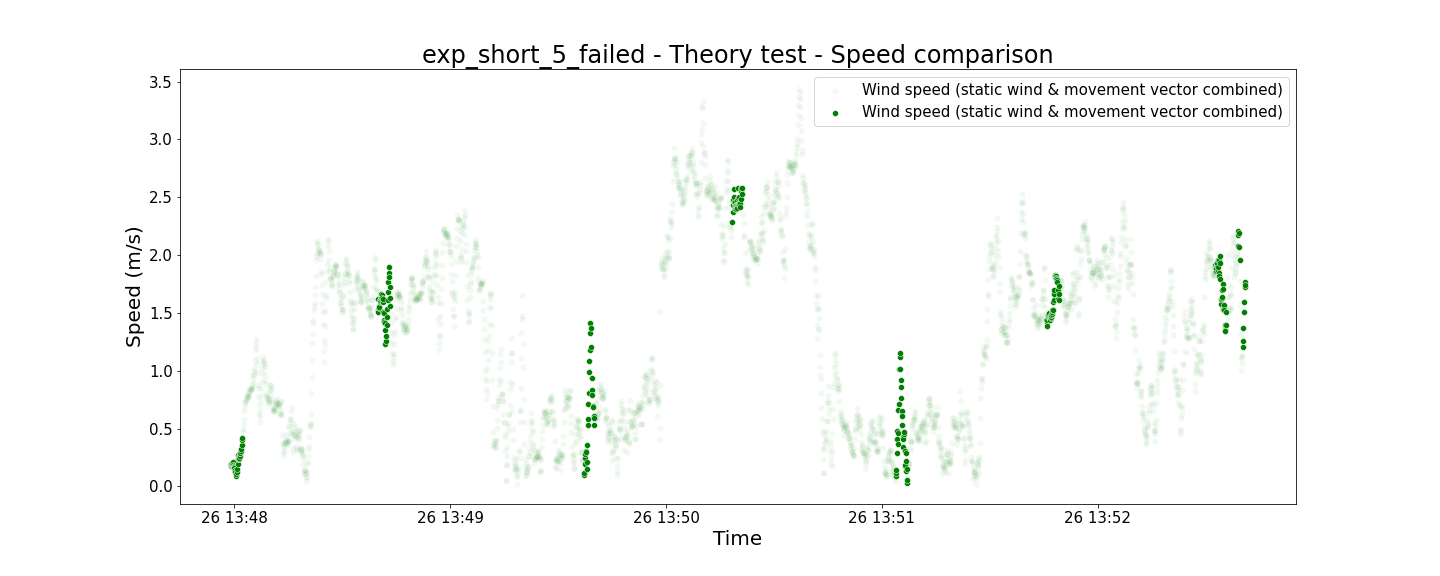 exp_short_5_failed - Theory test - Speed comparison
Wind speed (static wind & movement vector combined)
Wind speed (static wind & movement vector combined)
Speed (m/s)
3.5
3.0
2.5
2.0
1.5
1.0
0.5
0.0
26 13:48
26 13:49
26 13:50
26 13:51
26 13:52
Time